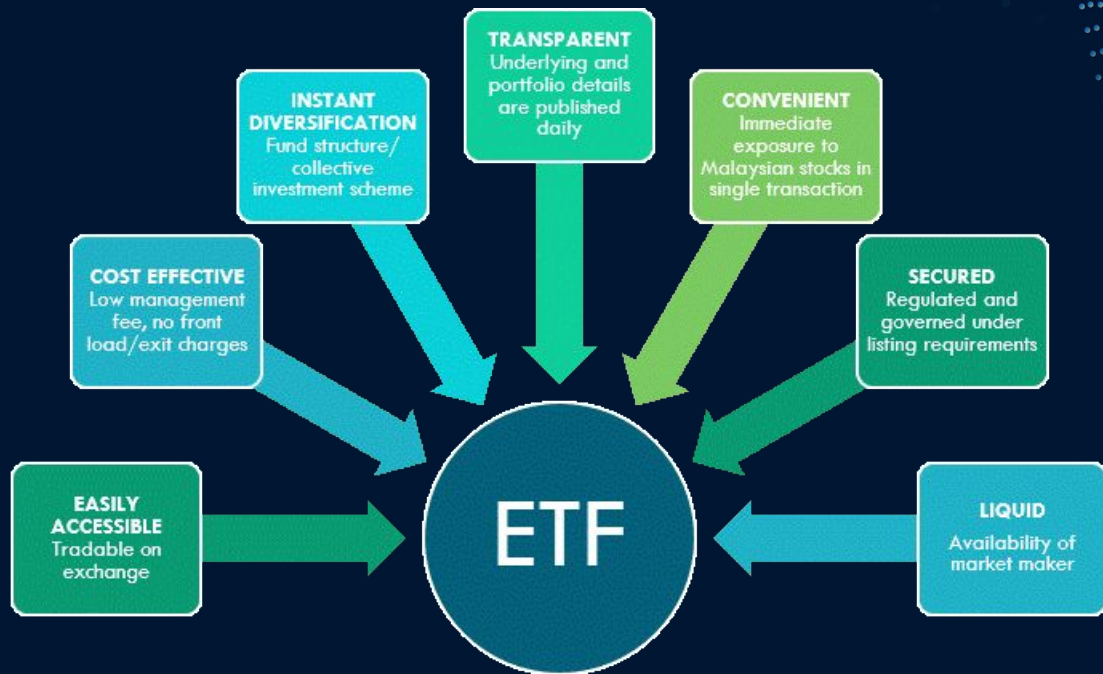 TRANSPARENT
Underlying and
portfolio details
are published
daily
INSTANT
DIVERSIFICATION
Fund structure/
collective
investment scheme
CONVENIENT
Immediate
exposure to
Malaysian stocks in
single transaction
COST EFFECTIVE
Low management
fee, no front
load/exit charges
SECURED
Regulated and
governed under
listing requirements
EASILY
ACCESSIBLE
Tradable on
exchange
ETF
LIQUID
Availability of
market maker